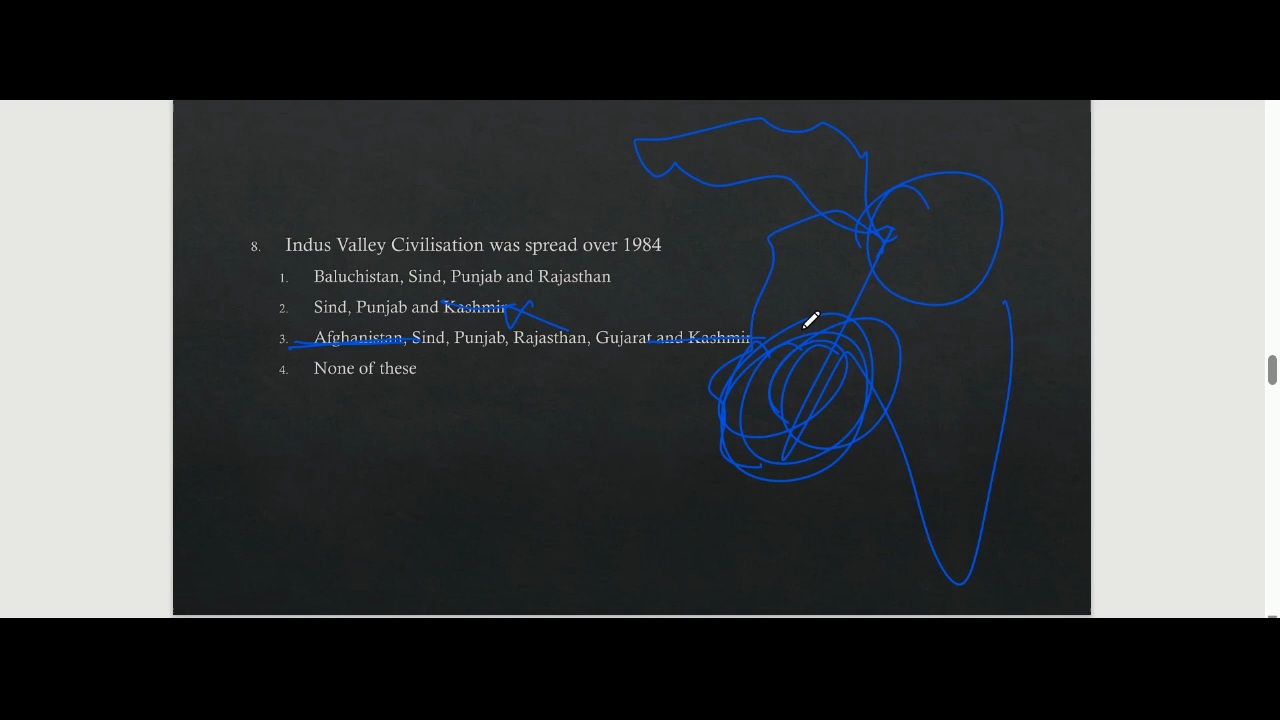 8. Indus Valley Civilisation was spread over 1984
1. Baluchistan, Sind, Punjab and Rajasthan
2. Sind, Punjab and Kashmir
3. Afghanistan, Sind, Punjab, Rajasthan, Gujarat and Kashmir
4. None of these